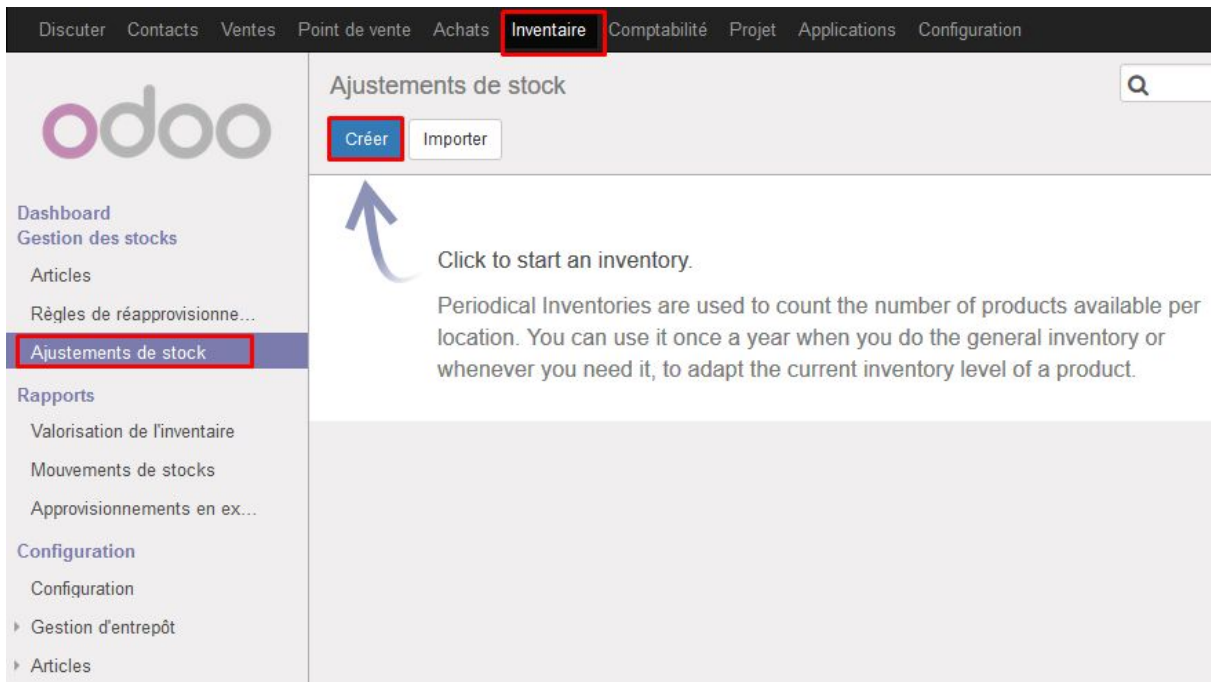 Discuter Contacts Ventes Point de vente Achats Inventaire Comptabilité Projet Applications Configuration
odoo
Ajustements de stock
Créer Importer
Dashboard
Gestion des stocks
Articles
Règles de réapprovisionne...
Ajustements de stock
Rapports
Valorisation de l'inventaire
Mouvements de stocks
Approvisionnements en ex...
Configuration
Configuration
Gestion d'entrepôt
Articles
Click to start an inventory.
Periodical Inventories are used to count the number of products available per
location. You can use it once a year when you do the general inventory or
whenever you need it, to adapt the current inventory level of a product.